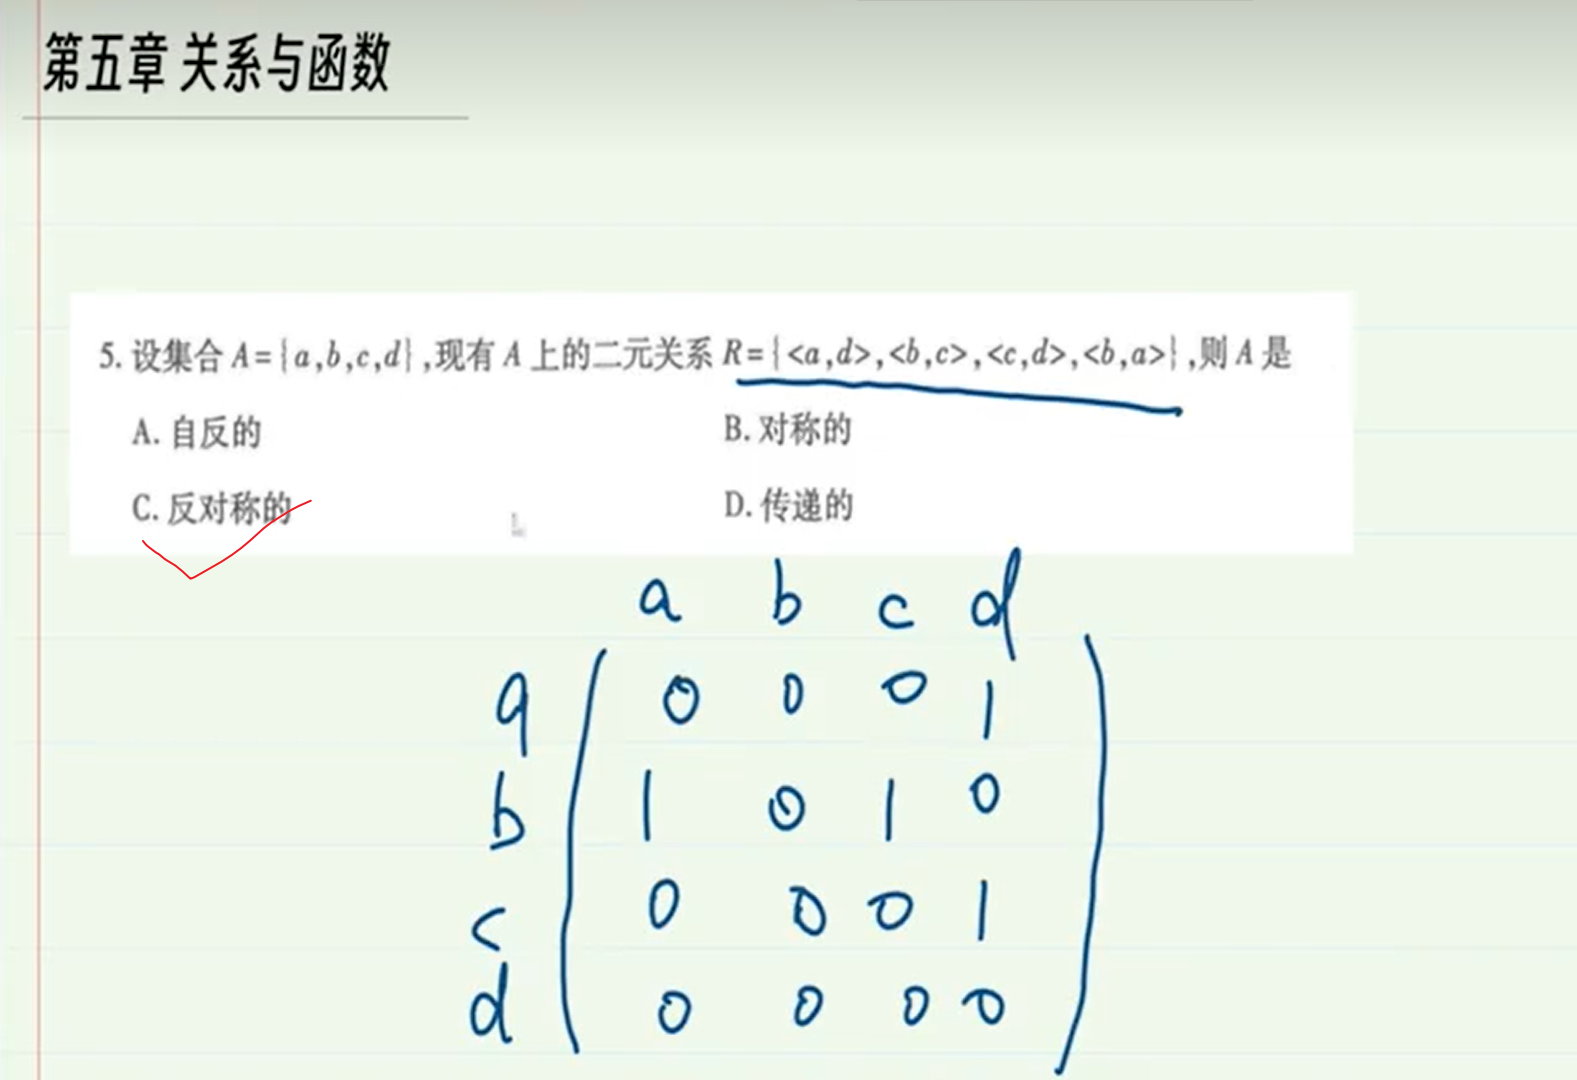 第五章 关系与函数
5. 设集合 A={a,b,c,d},现有 A 上的二元关系 R={<a,d>,<b,c>,<c,d>,<b,a>},则 A 是
A. 自反的 B. 对称的
C. 反对称的 D. 传递的
a b c d
a 0 0 0 1
b 1 0 1 0
c 0 0 0 1
d 0 0 0 0